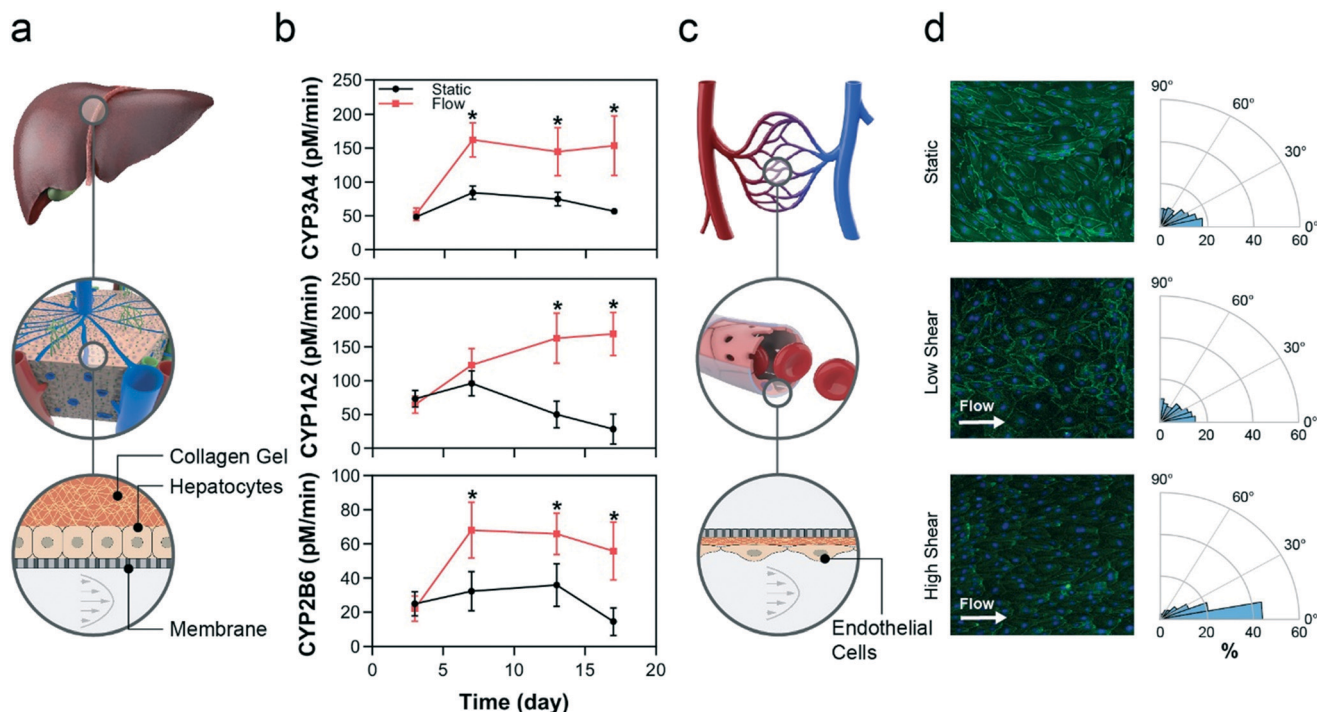 a
b
c
d
Collagen Gel
Hepatocytes
Membrane
CYP3A4 (pM/min)
250
200
150
100
50
0
Static
Flow
*
*
*
CYP1A2 (pM/min)
250
200
150
100
50
0
*
*
CYP2B6 (pM/min)
100
80
60
40
20
0
*
*
*
0
5
10
15
20
Time (day)
Endothelial
Cells
Static
90°
60°
30°
0°
0
20
40
60
Low Shear
Flow
90°
60°
30°
0°
0
20
40
60
High Shear
Flow
90°
60°
30°
0°
0
20
40
60
%